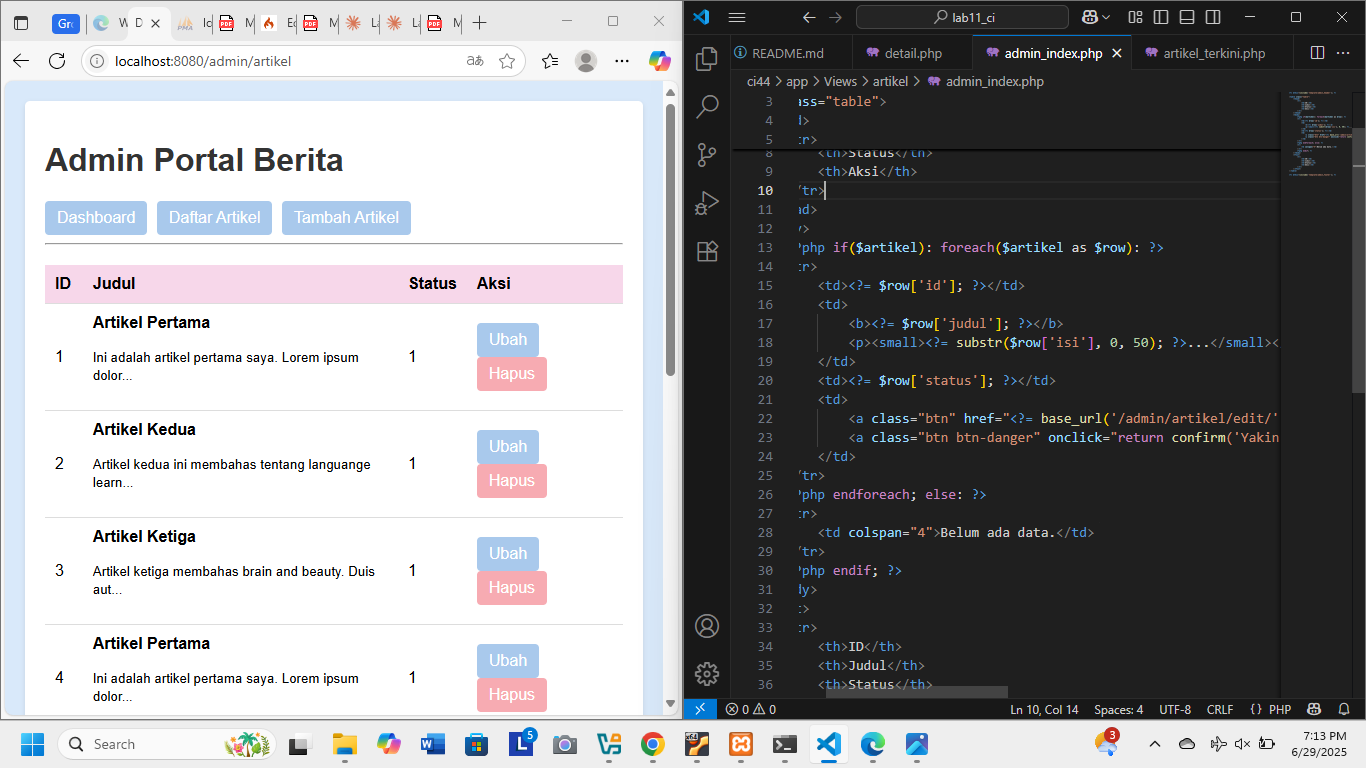 Gr
W
D
Ic
M
Ec
M
L
L
M
localhost:8080/admin/artikel
Admin Portal Berita
Dashboard
Daftar Artikel
Tambah Artikel
ID Judul Status Aksi
Artikel Pertama
1 Ini adalah artikel pertama saya. Lorem ipsum
dolor...
1
Ubah
Hapus
Artikel Kedua
2 Artikel kedua ini membahas tentang languange
learn...
1
Ubah
Hapus
Artikel Ketiga
3 Artikel ketiga membahas brain and beauty. Duis
aut...
1
Ubah
Hapus
Artikel Pertama
4 Ini adalah artikel pertama saya. Lorem ipsum
dolor...
1
Ubah
Hapus
lab11_ci
README.md
detail.php
admin_index.php
artikel_terkini.php
ci44 > app > Views > artikel > admin_index.php
3 ass="table">
4 d>
5 tr>
8 <th>Status</th>
9 <th>Aksi</th>
10 /tr>
11 ad>
12 y>
13 ?php if($artikel): foreach($artikel as $row): ?>
14 tr>
15 <td><?= $row['id']; ?></td>
16 <td>
17 <b><?= $row['judul']; ?></b>
18 <p><small><?= substr($row['isi'], 0, 50); ?>...</small><
19 </td>
20 <td><?= $row['status']; ?></td>
21 <td>
22 <a class="btn" href="<?= base_url('/admin/artikel/edit/'
23 <a class="btn btn-danger" onclick="return confirm('Yakin
24 </td>
25 /tr>
26 ?php endforeach; else: ?>
27 tr>
28 <td colspan="4">Belum ada data.</td>
29 /tr>
30 ?php endif; ?>
31 dy>
32 t>
33 tr>
34 <th>ID</th>
35 <th>Judul</th>
36 <th>Status</th>
0 0
Ln 10, Col 14
Spaces: 4
UTF-8
CRLF
{ } PHP
Search
5
3
7:13 PM
6/29/2025